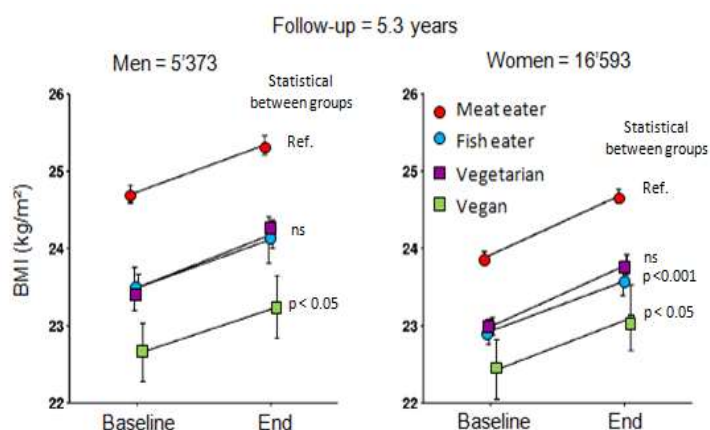 Follow-up = 5.3 years
Men = 5'373
Statistical
between groups
26
25
24
23
22
BMI (kg/m²)
Ref.
ns
p< 0.05
Baseline
End
Women = 16'593
26
25
24
23
22
Meat eater
Fish eater
Vegetarian
Vegan
Statistical
between groups
Ref.
ns
p<0.001
p< 0.05
Baseline
End